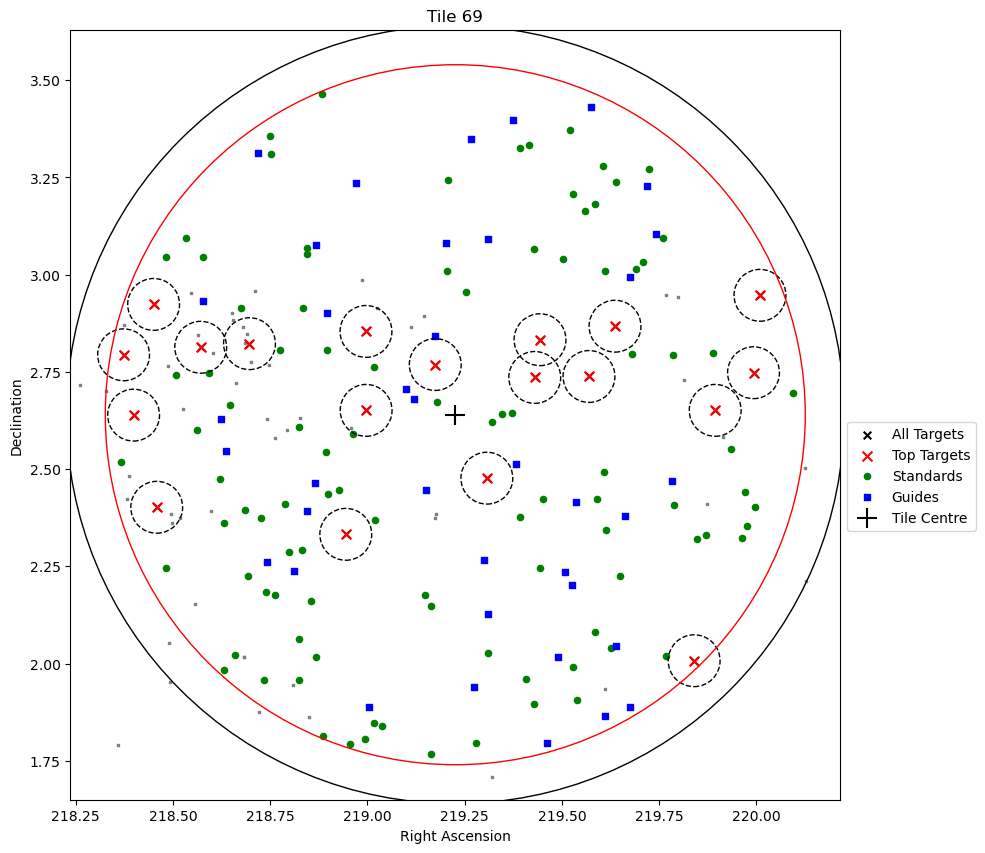 Tile 69
3.50
3.25
3.00
2.75
2.50
2.25
2.00
1.75
Declination
218.25 218.50 218.75 219.00 219.25 219.50 219.75 220.00
Right Ascension
All Targets
Top Targets
Standards
Guides
Tile Centre